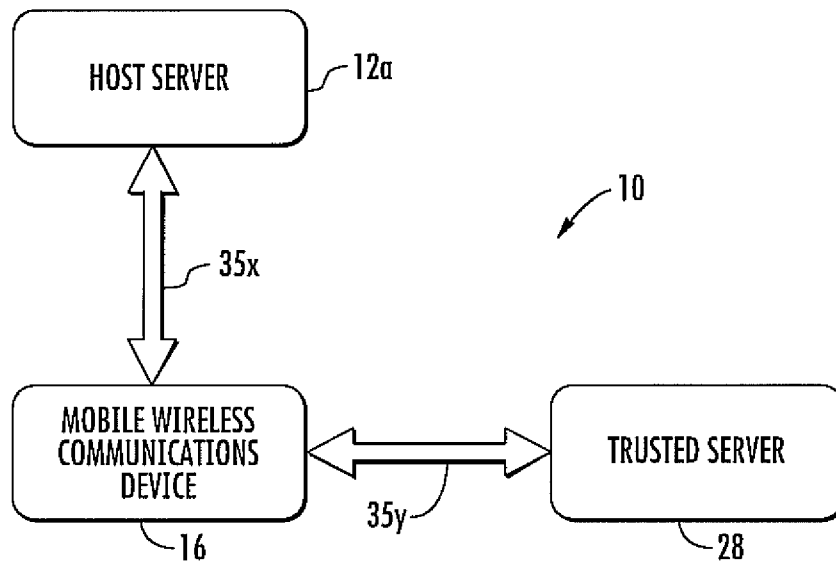 HOST SERVER
12a
10
35x
MOBILE WIRELESS
COMMUNICATIONS
DEVICE
TRUSTED SERVER
35y
16
28